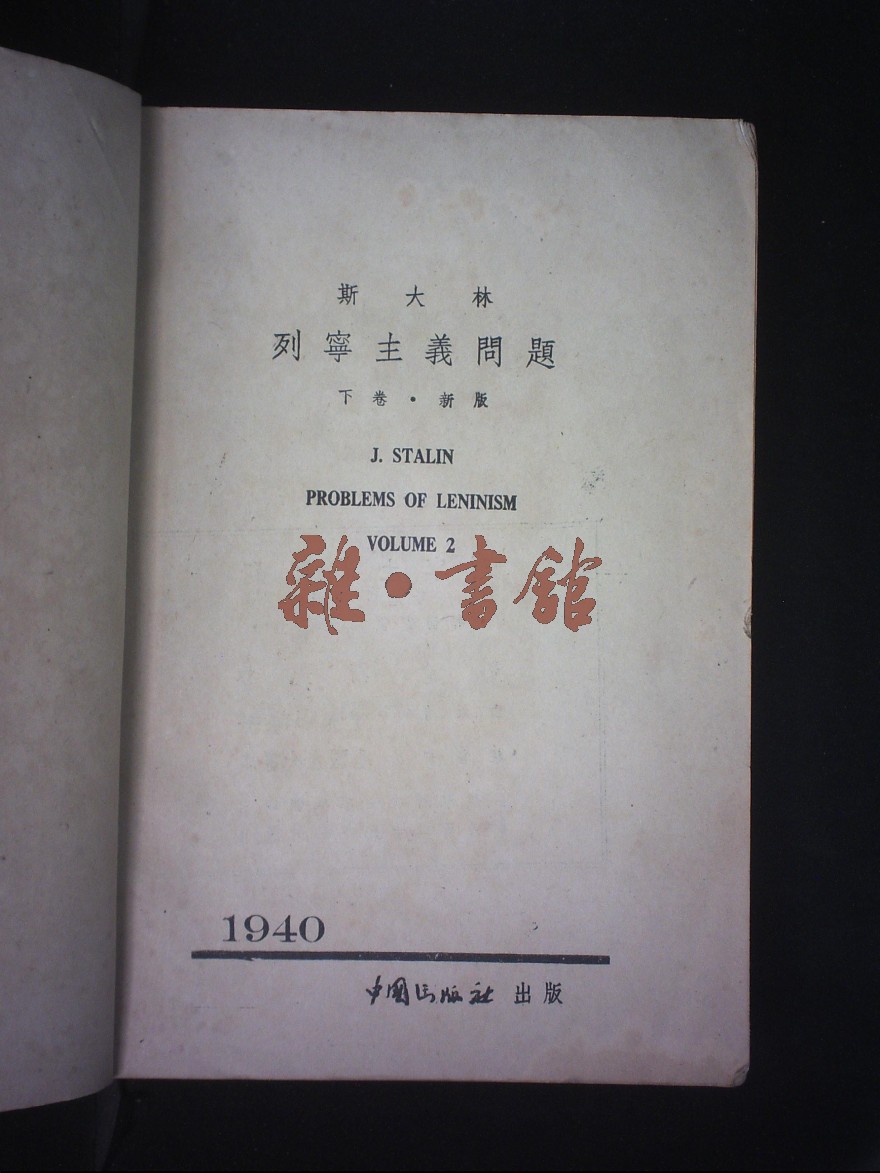 斯大林
列寧主義問題
下卷·新版
J. STALIN
PROBLEMS OF LENINISM
VOLUME 2
雜·書館
1940
中國出版社 出版